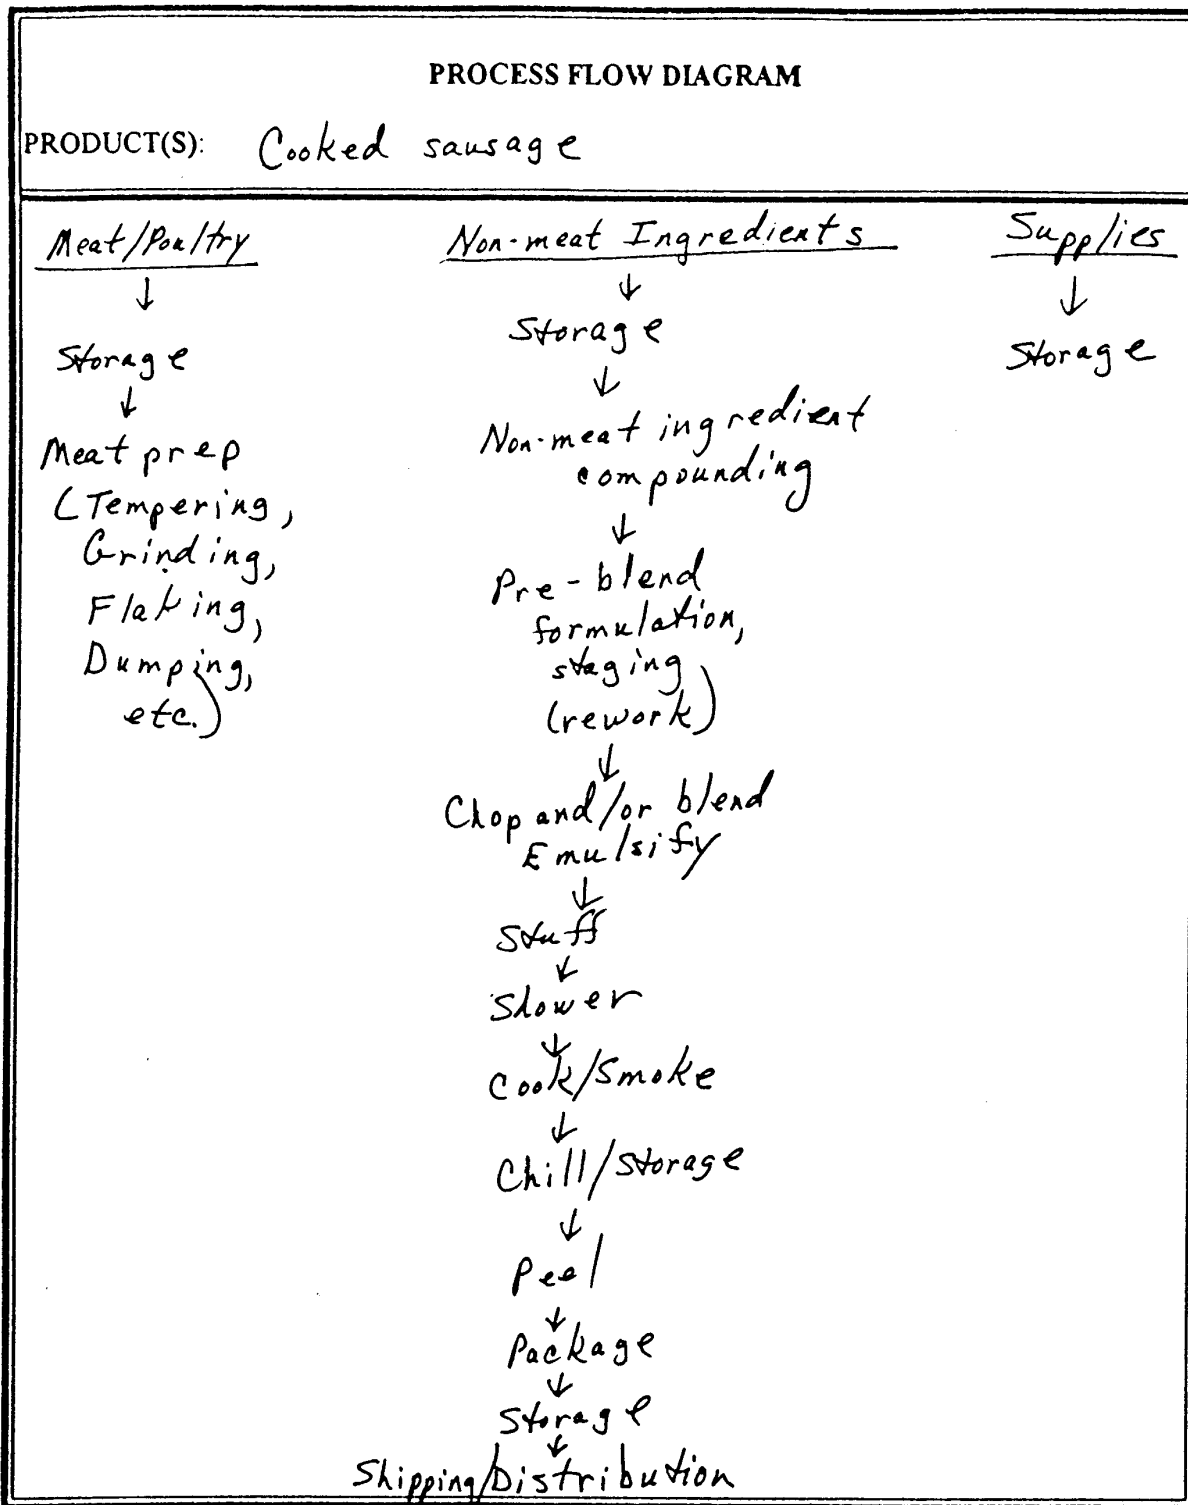 PROCESS FLOW DIAGRAM
PRODUCT(S): Cooked sausage
Meat/Poultry
↓
Storage
↓
Meat prep
(Tempering,
Grinding,
Flaking,
Dumping,
etc.)
Non-meat Ingredients
↓
Storage
↓
Non-meat ingredient
compounding
↓
Pre-blend
formulation,
staging
(rework)
↓
Chop and/or blend
Emulsify
↓
Stuff
↓
Shower
↓
Cook/Smoke
↓
Chill/Storage
↓
Peel
↓
Package
↓
Storage
↓
Shipping/Distribution
Supplies
↓
Storage